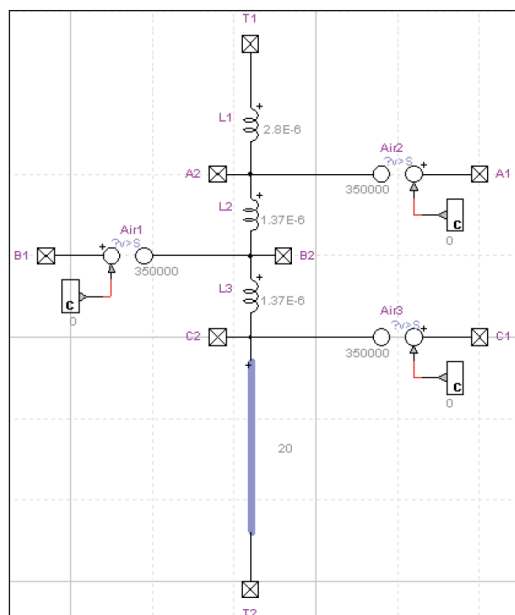 T1
L1
2.8E-6
Air2
?v>S
A2
A1
350000
L2
1.37E-6
C
0
Air1
?v>S
B1
B2
350000
L3
1.37E-6
C
0
Air3
?v>S
C2
C1
350000
C
0
20
T2